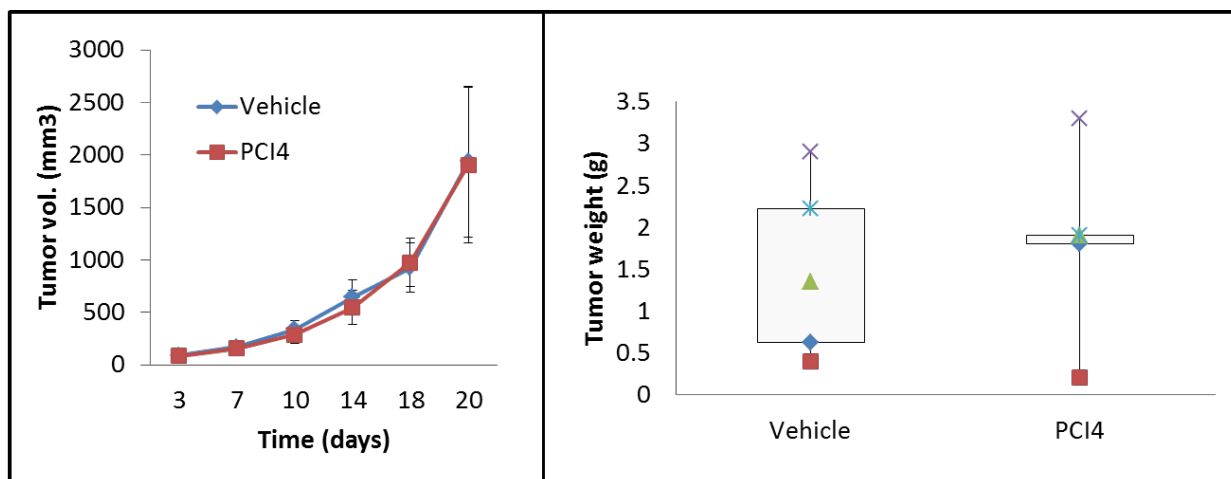 3000
2500
2000
1500
1000
500
0
Tumor vol. (mm3)
Vehicle
PCI4
3 7 10 14 18 20
Time (days)
3.5
3
2.5
2
1.5
1
0.5
0
Tumor weight (g)
Vehicle PCI4